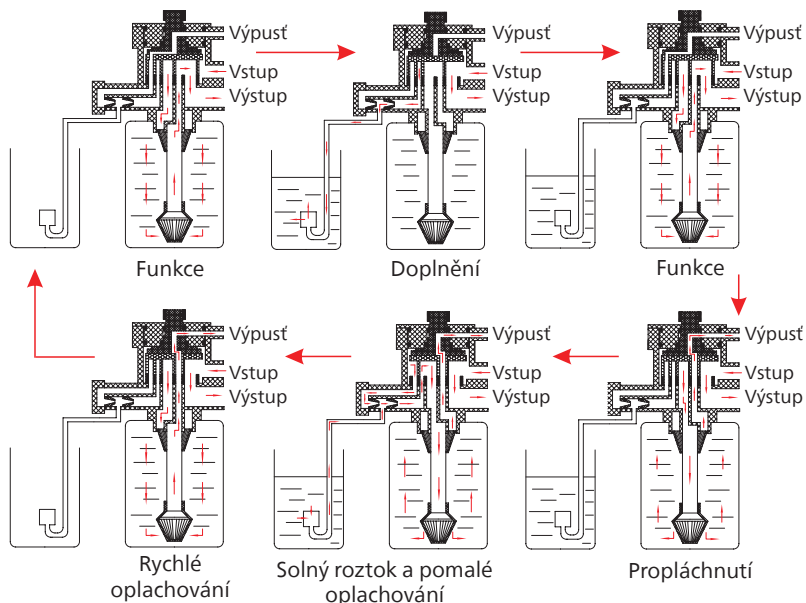 Výpusť
Vstup
Výstup
Funkce
Výpusť
Vstup
Výstup
Doplnění
Výpusť
Vstup
Výstup
Funkce
Výpusť
Vstup
Výstup
Rychlé
oplachování
Výpusť
Vstup
Výstup
Solný roztok a pomalé
oplachování
Výpusť
Vstup
Výstup
Propláchnutí